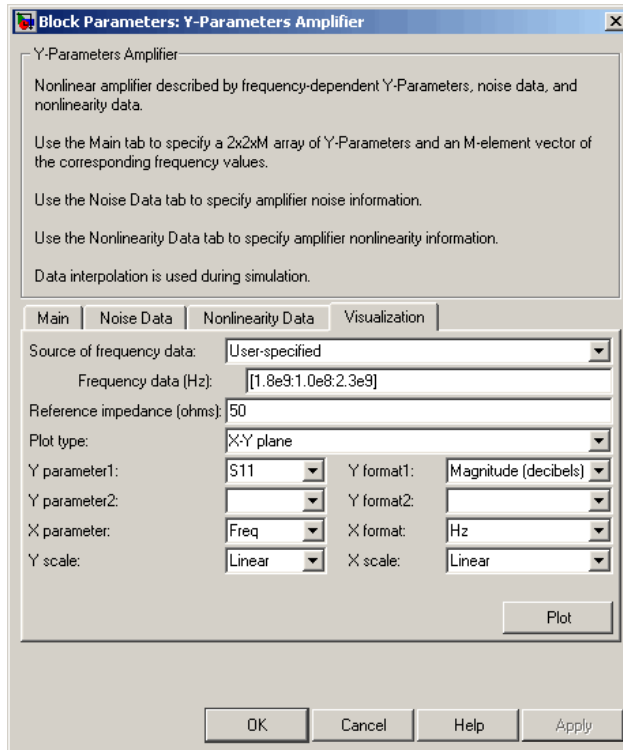 Block Parameters: Y-Parameters Amplifier
Y-Parameters Amplifier
Nonlinear amplifier described by frequency-dependent Y-Parameters, noise data, and
nonlinearity data.
Use the Main tab to specify a 2x2xM array of Y-Parameters and an M-element vector of
the corresponding frequency values.
Use the Noise Data tab to specify amplifier noise information.
Use the Nonlinearity Data tab to specify amplifier nonlinearity information.
Data interpolation is used during simulation.
Main Noise Data Nonlinearity Data Visualization
Source of frequency data: User-specified
Frequency data (Hz): [1.8e9:1.0e8:2.3e9]
Reference impedance (ohms): 50
Plot type: X-Y plane
Y parameter1: S11 Y format1: Magnitude (decibels)
Y parameter2: Y format2:
X parameter: Freq X format: Hz
Y scale: Linear X scale: Linear
Plot
OK Cancel Help Apply